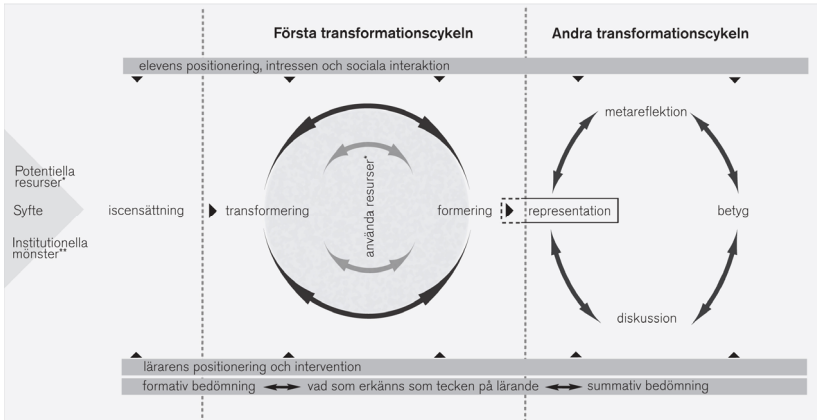 Första transformationscykeln
Andra transformationscykeln
elevens positionering, intressen och sociala interaktion
Potentiella
resurser*
Syfte
Institutionella
mönster**
iscensättning
transformering
använda resurser*
formering
representation
metareflektion
betyg
diskussion
lärarens positionering och intervention
formativ bedömning
vad som erkänns som tecken på lärande
summativ bedömning